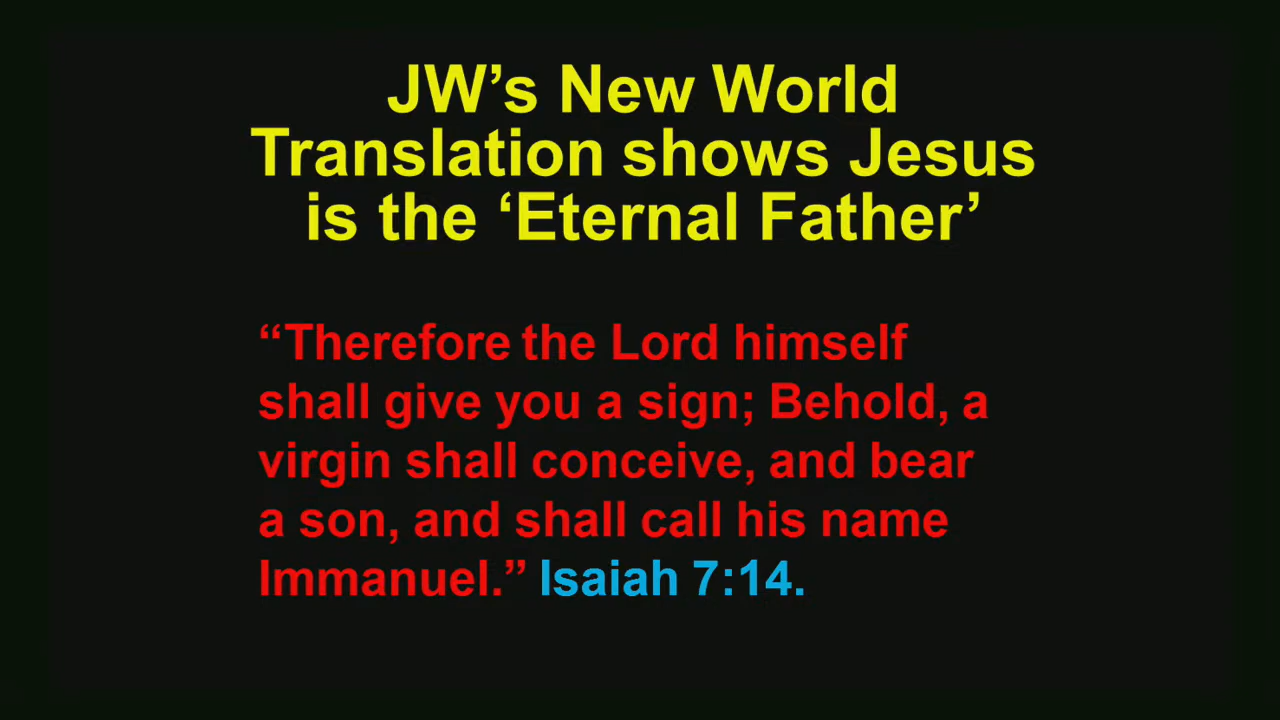 JW’s New World
Translation shows Jesus
is the ‘Eternal Father’
“Therefore the Lord himself
shall give you a sign; Behold, a
virgin shall conceive, and bear
a son, and shall call his name
Immanuel.” Isaiah 7:14.